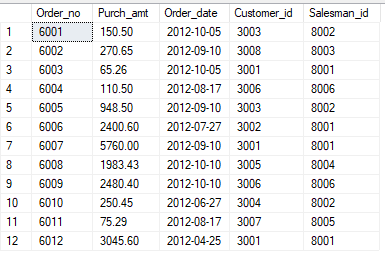 Order_no Purch_amt Order_date Customer_id Salesman_id
1 6001 150.50 2012-10-05 3003 8002
2 6002 270.65 2012-09-10 3008 8003
3 6003 65.26 2012-10-05 3001 8001
4 6004 110.50 2012-08-17 3006 8006
5 6005 948.50 2012-09-10 3003 8002
6 6006 2400.60 2012-07-27 3002 8001
7 6007 5760.00 2012-09-10 3001 8001
8 6008 1983.43 2012-10-10 3005 8004
9 6009 2480.40 2012-10-10 3006 8006
10 6010 250.45 2012-06-27 3004 8002
11 6011 75.29 2012-08-17 3007 8005
12 6012 3045.60 2012-04-25 3001 8001